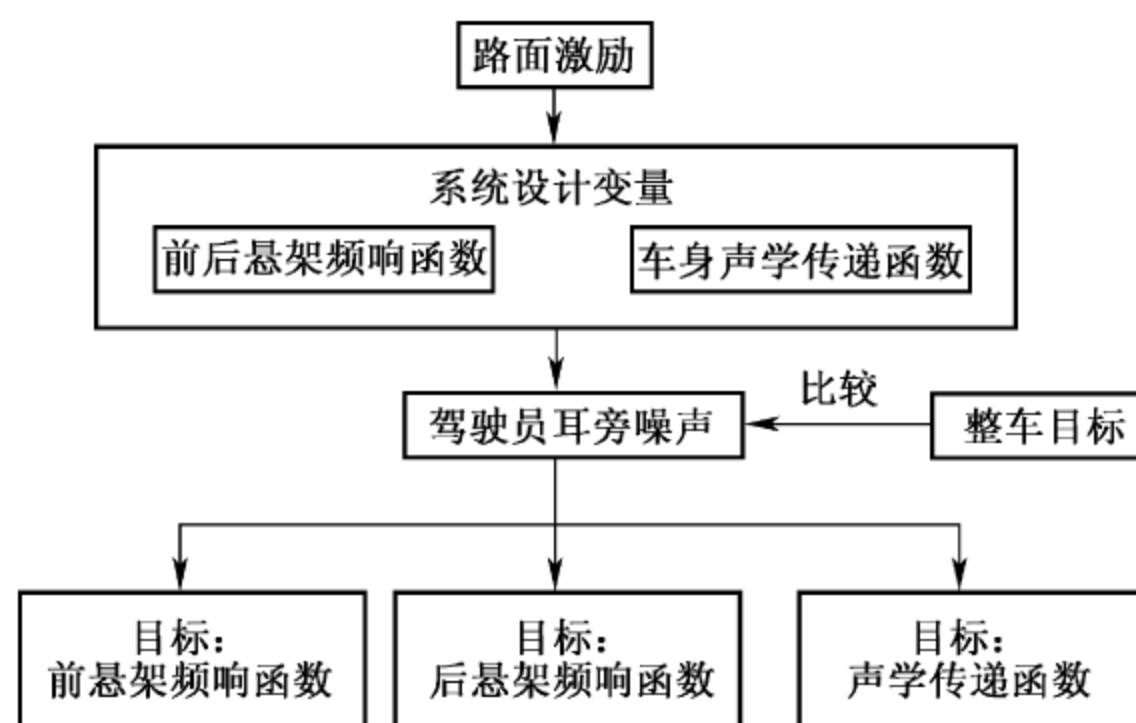 路面激励
系统设计变量
前后悬架频响函数
车身声学传递函数
比较
驾驶员耳旁噪声
整车目标
目标：
前悬架频响函数
目标：
后悬架频响函数
目标：
声学传递函数